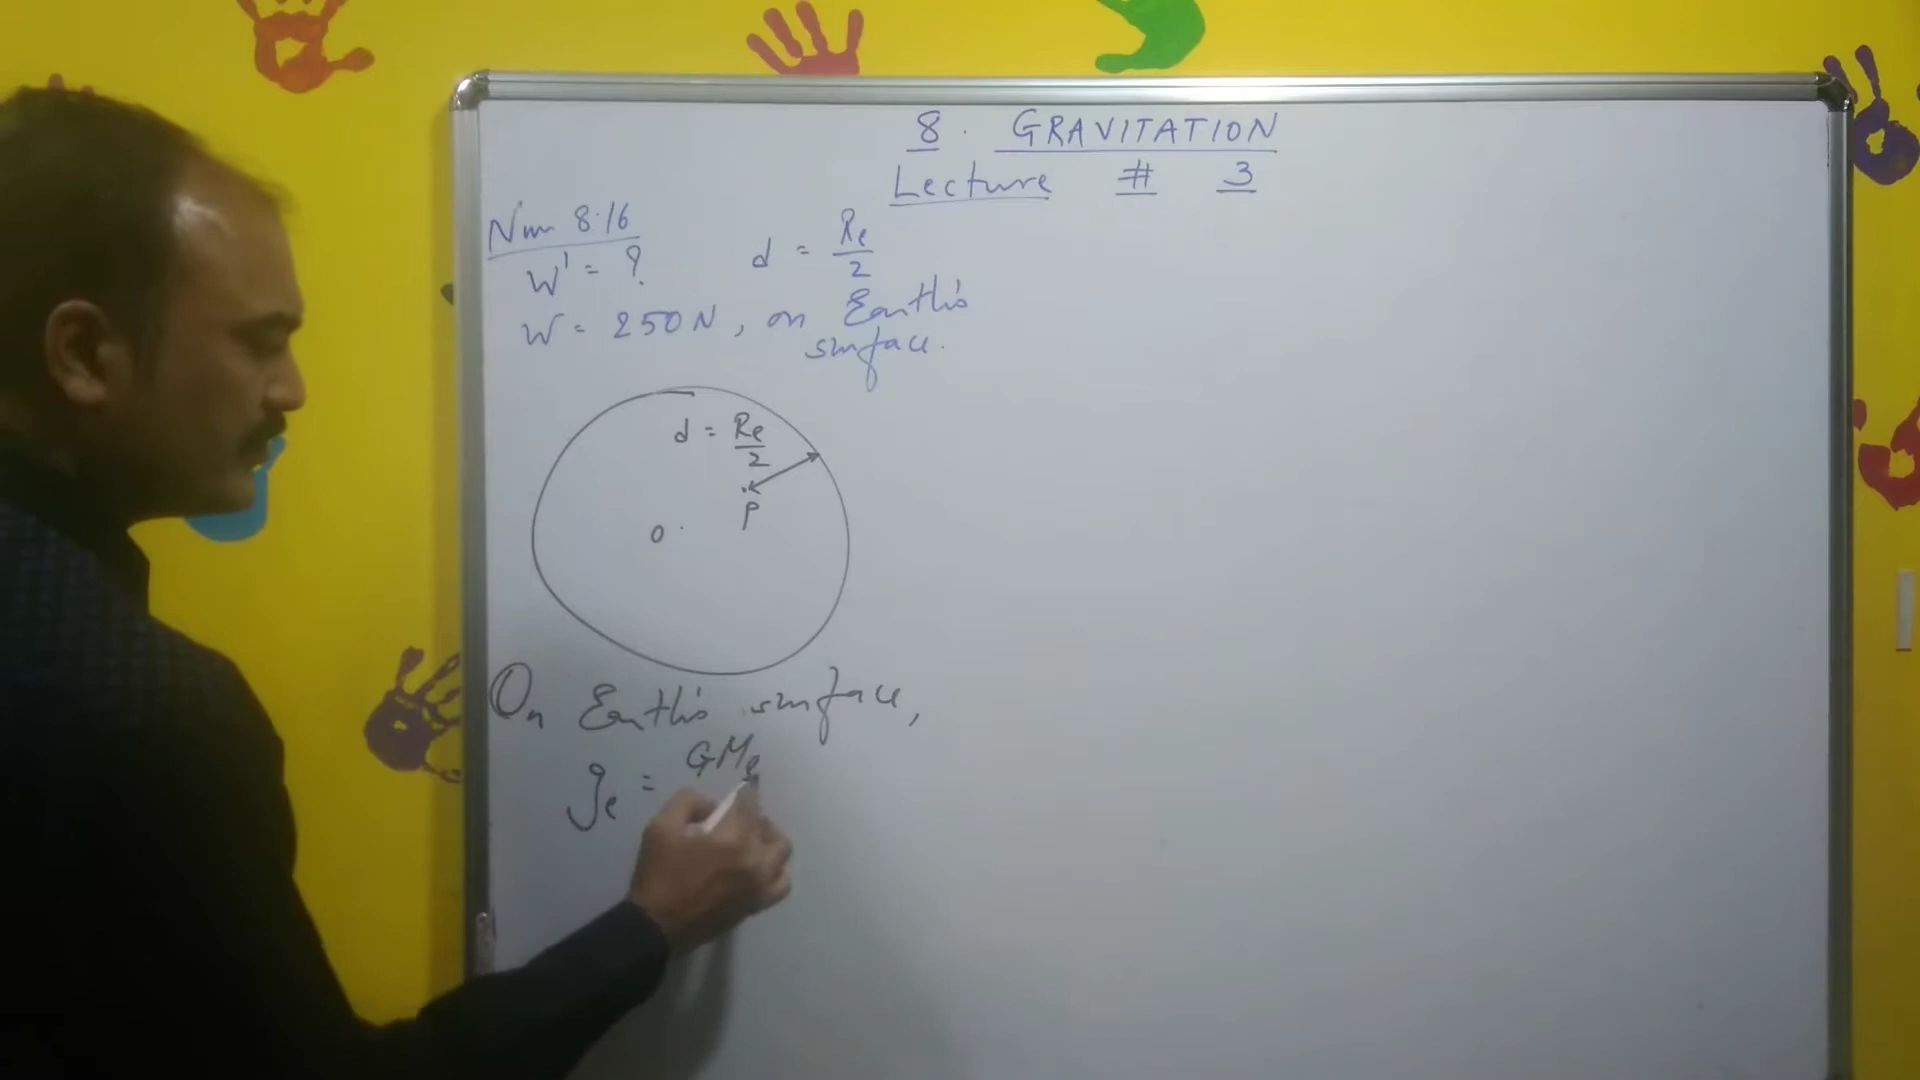 8. GRAVITATION
Lecture # 3
Num 8.16
W' = ?
d = Re/2
W = 250N, on Earth's
surface.
d = Re/2
P
O
On Earth's surface,
ge = GMe